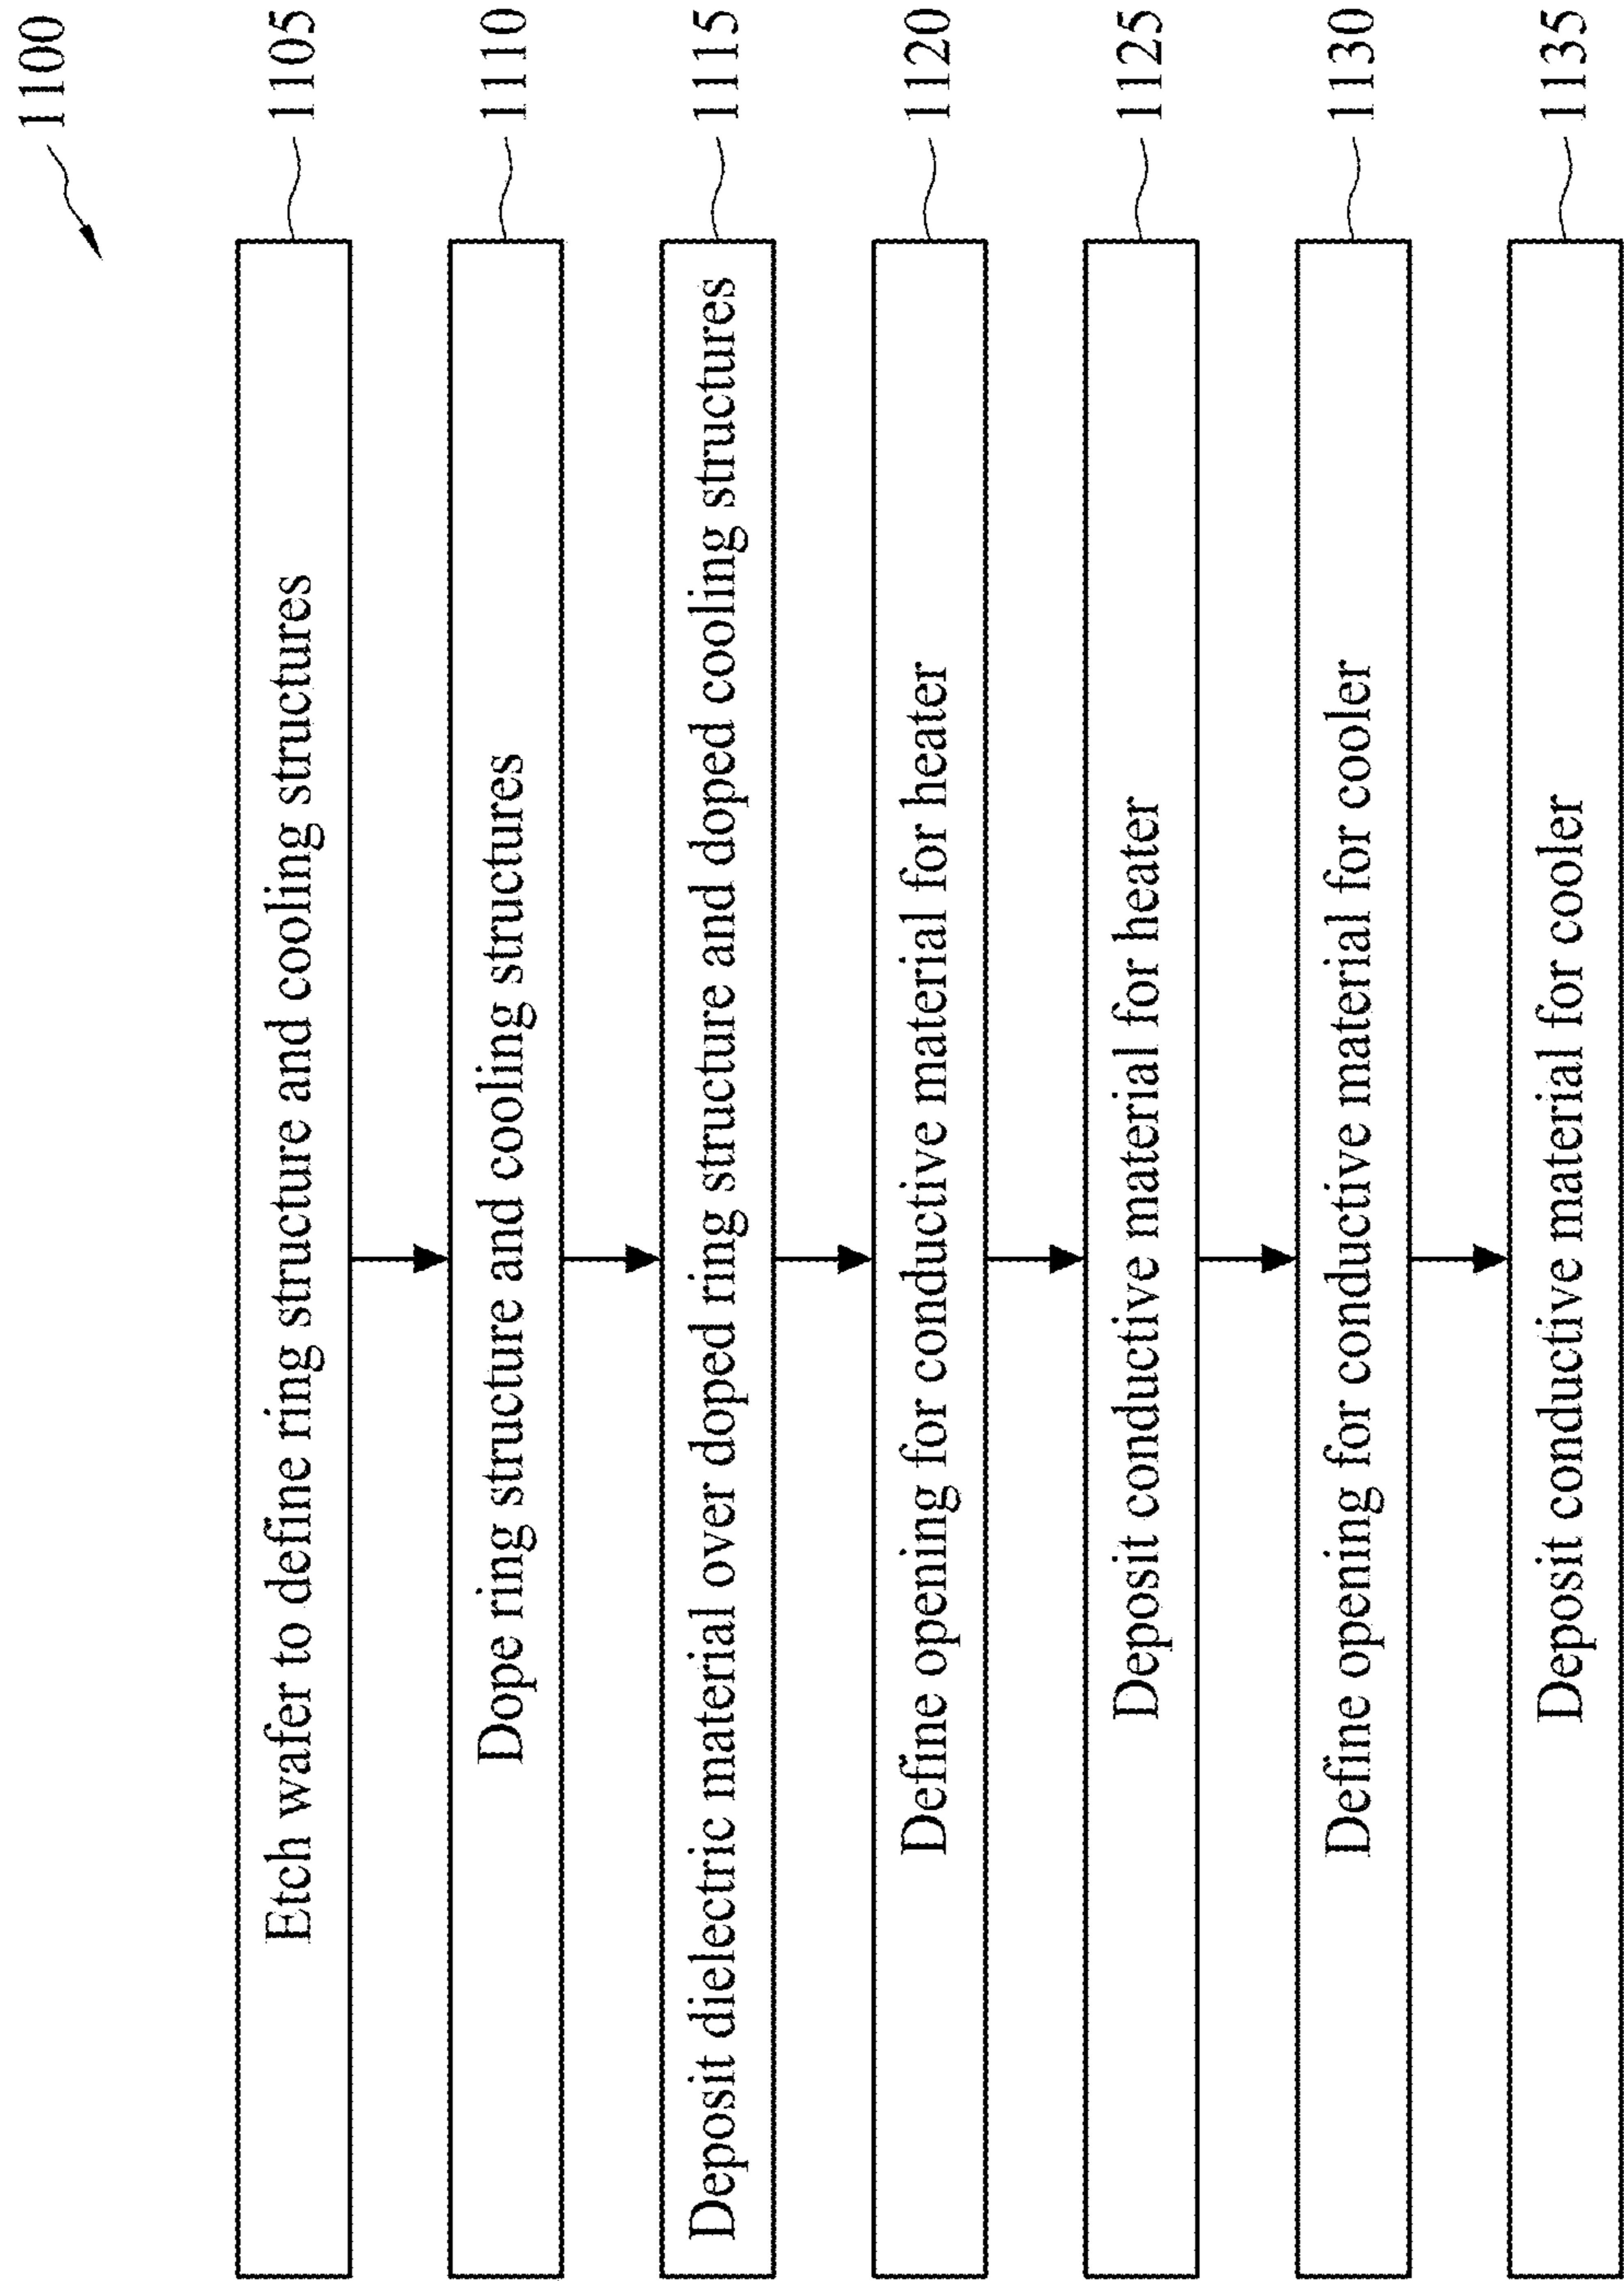 1100
Etch wafer to define ring structure and cooling structures
1105
Dope ring structure and cooling structures
1110
Deposit dielectric material over doped ring structure and doped cooling structures
1115
Define opening for conductive material for heater
1120
Deposit conductive material for heater
1125
Define opening for conductive material for cooler
1130
Deposit conductive material for cooler
1135